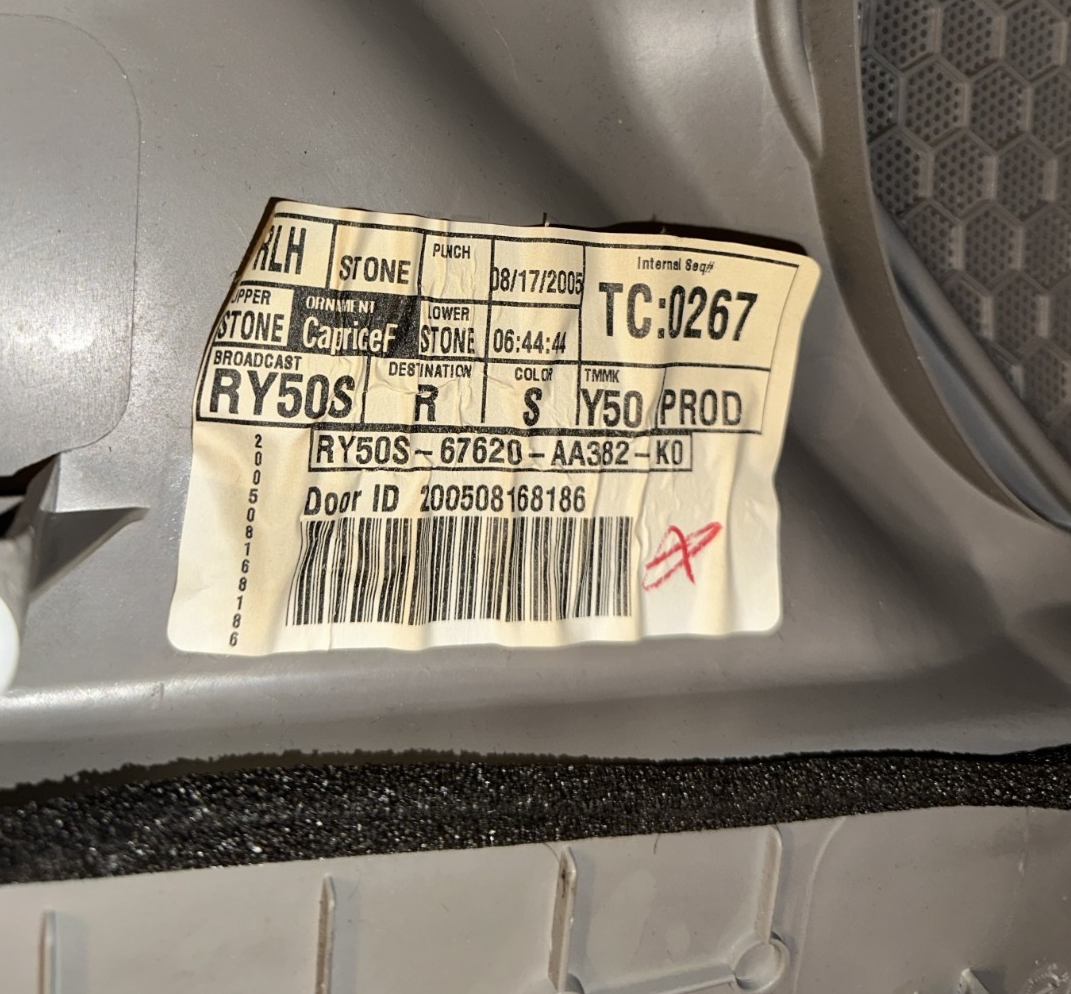 RLH STONE PUNCH 08/17/2005 Internal Seq# TC:0267
UPPER STONE ORNAMENT CapriceF LOWER STONE 06:44:44
BROADCAST RY50S DESTINATION R COLOR S TMMK Y50 PROD
RY50S-67620-AA382-K0
Door ID 200508168186
200508168186